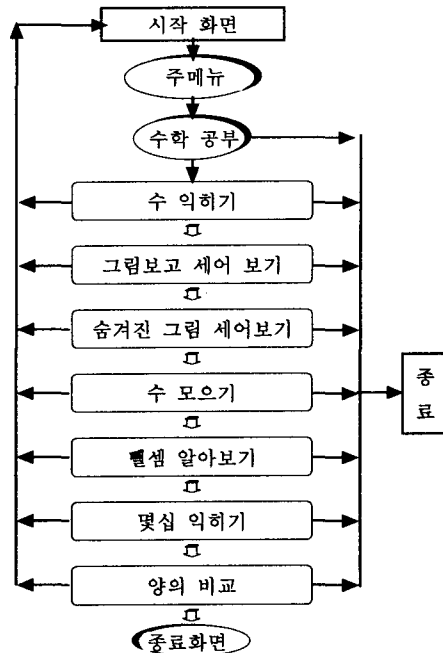 시작 화면
주메뉴
수학 공부
수 익히기
그림보고 세어 보기
숨겨진 그림 세어보기
수 모으기
종
료
뺄셈 알아보기
몇십 익히기
양의 비교
종료화면